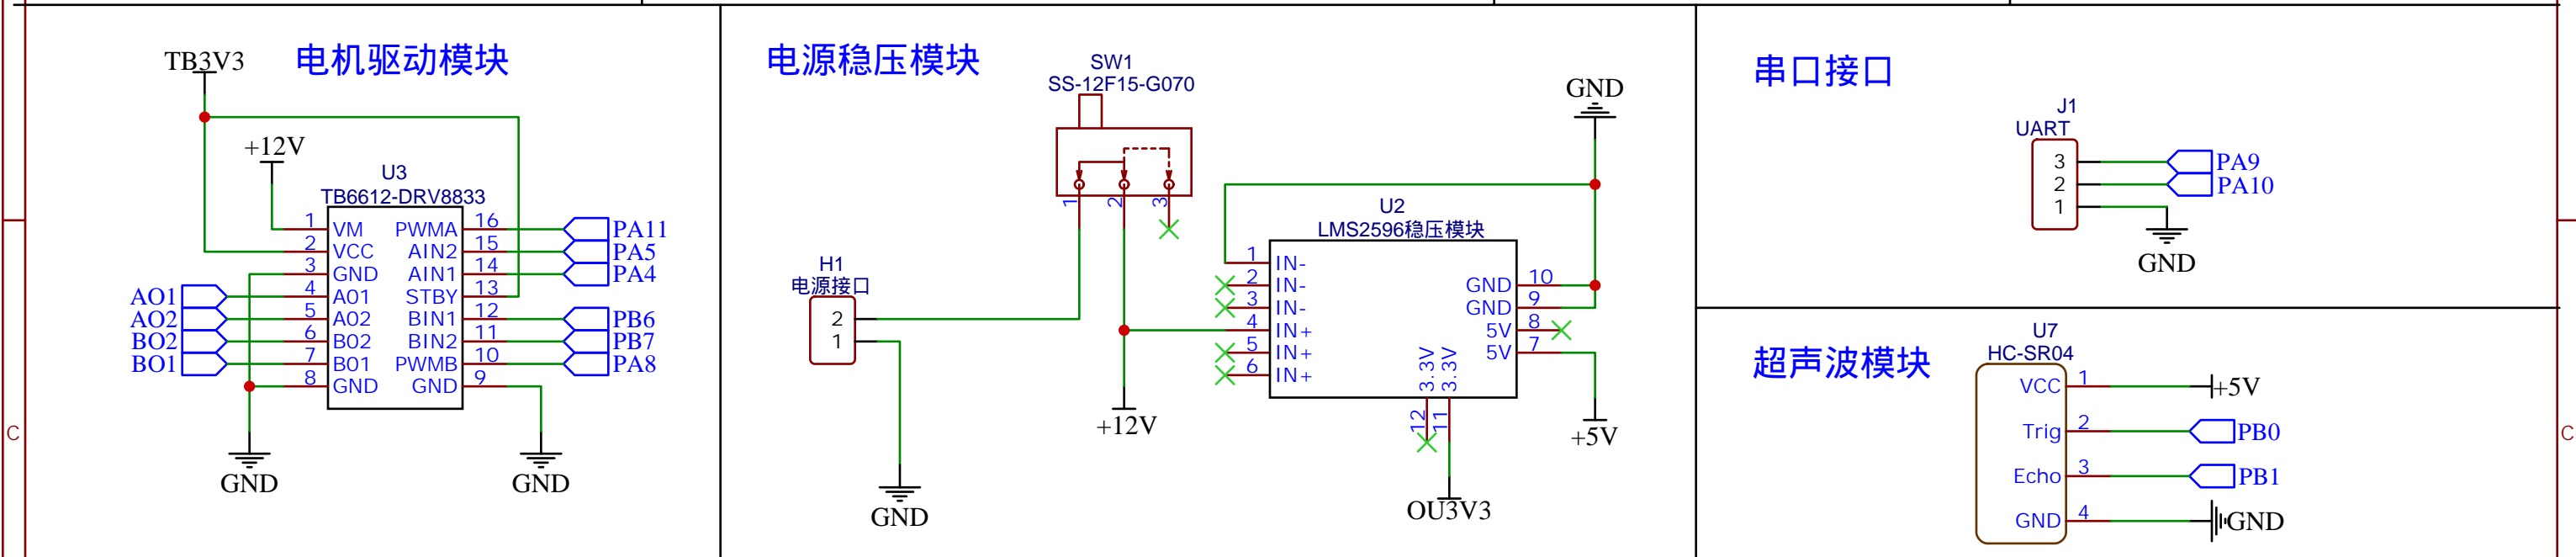 C
电机驱动模块
TB3V3
+12V
U3
TB6612-DRV8833
1 VM PWMA 16 PA11
2 VCC AIN2 15 PA5
3 GND AIN1 14 PA4
AO1 4 A01 STBY 13
AO2 5 A02 BIN1 12 PB6
BO2 6 B02 BIN2 11 PB7
BO1 7 B01 PWMB 10 PA8
8 GND GND 9
GND GND
电源稳压模块
SW1
SS-12F15-G070
1 2 3
H1
电源接口
2
1
GND
+12V
GND
U2
LMS2596稳压模块
1 IN-
2 IN- GND 10
3 IN- GND 9
4 IN+ 5V 8
5 IN+ 5V 7
6 IN+
3.3V 3.3V
12 11
OU3V3
+5V
串口接口
J1
UART
3 PA9
2 PA10
1
GND
超声波模块
U7
HC-SR04
VCC 1 +5V
Trig 2 PB0
Echo 3 PB1
GND 4 GND
C